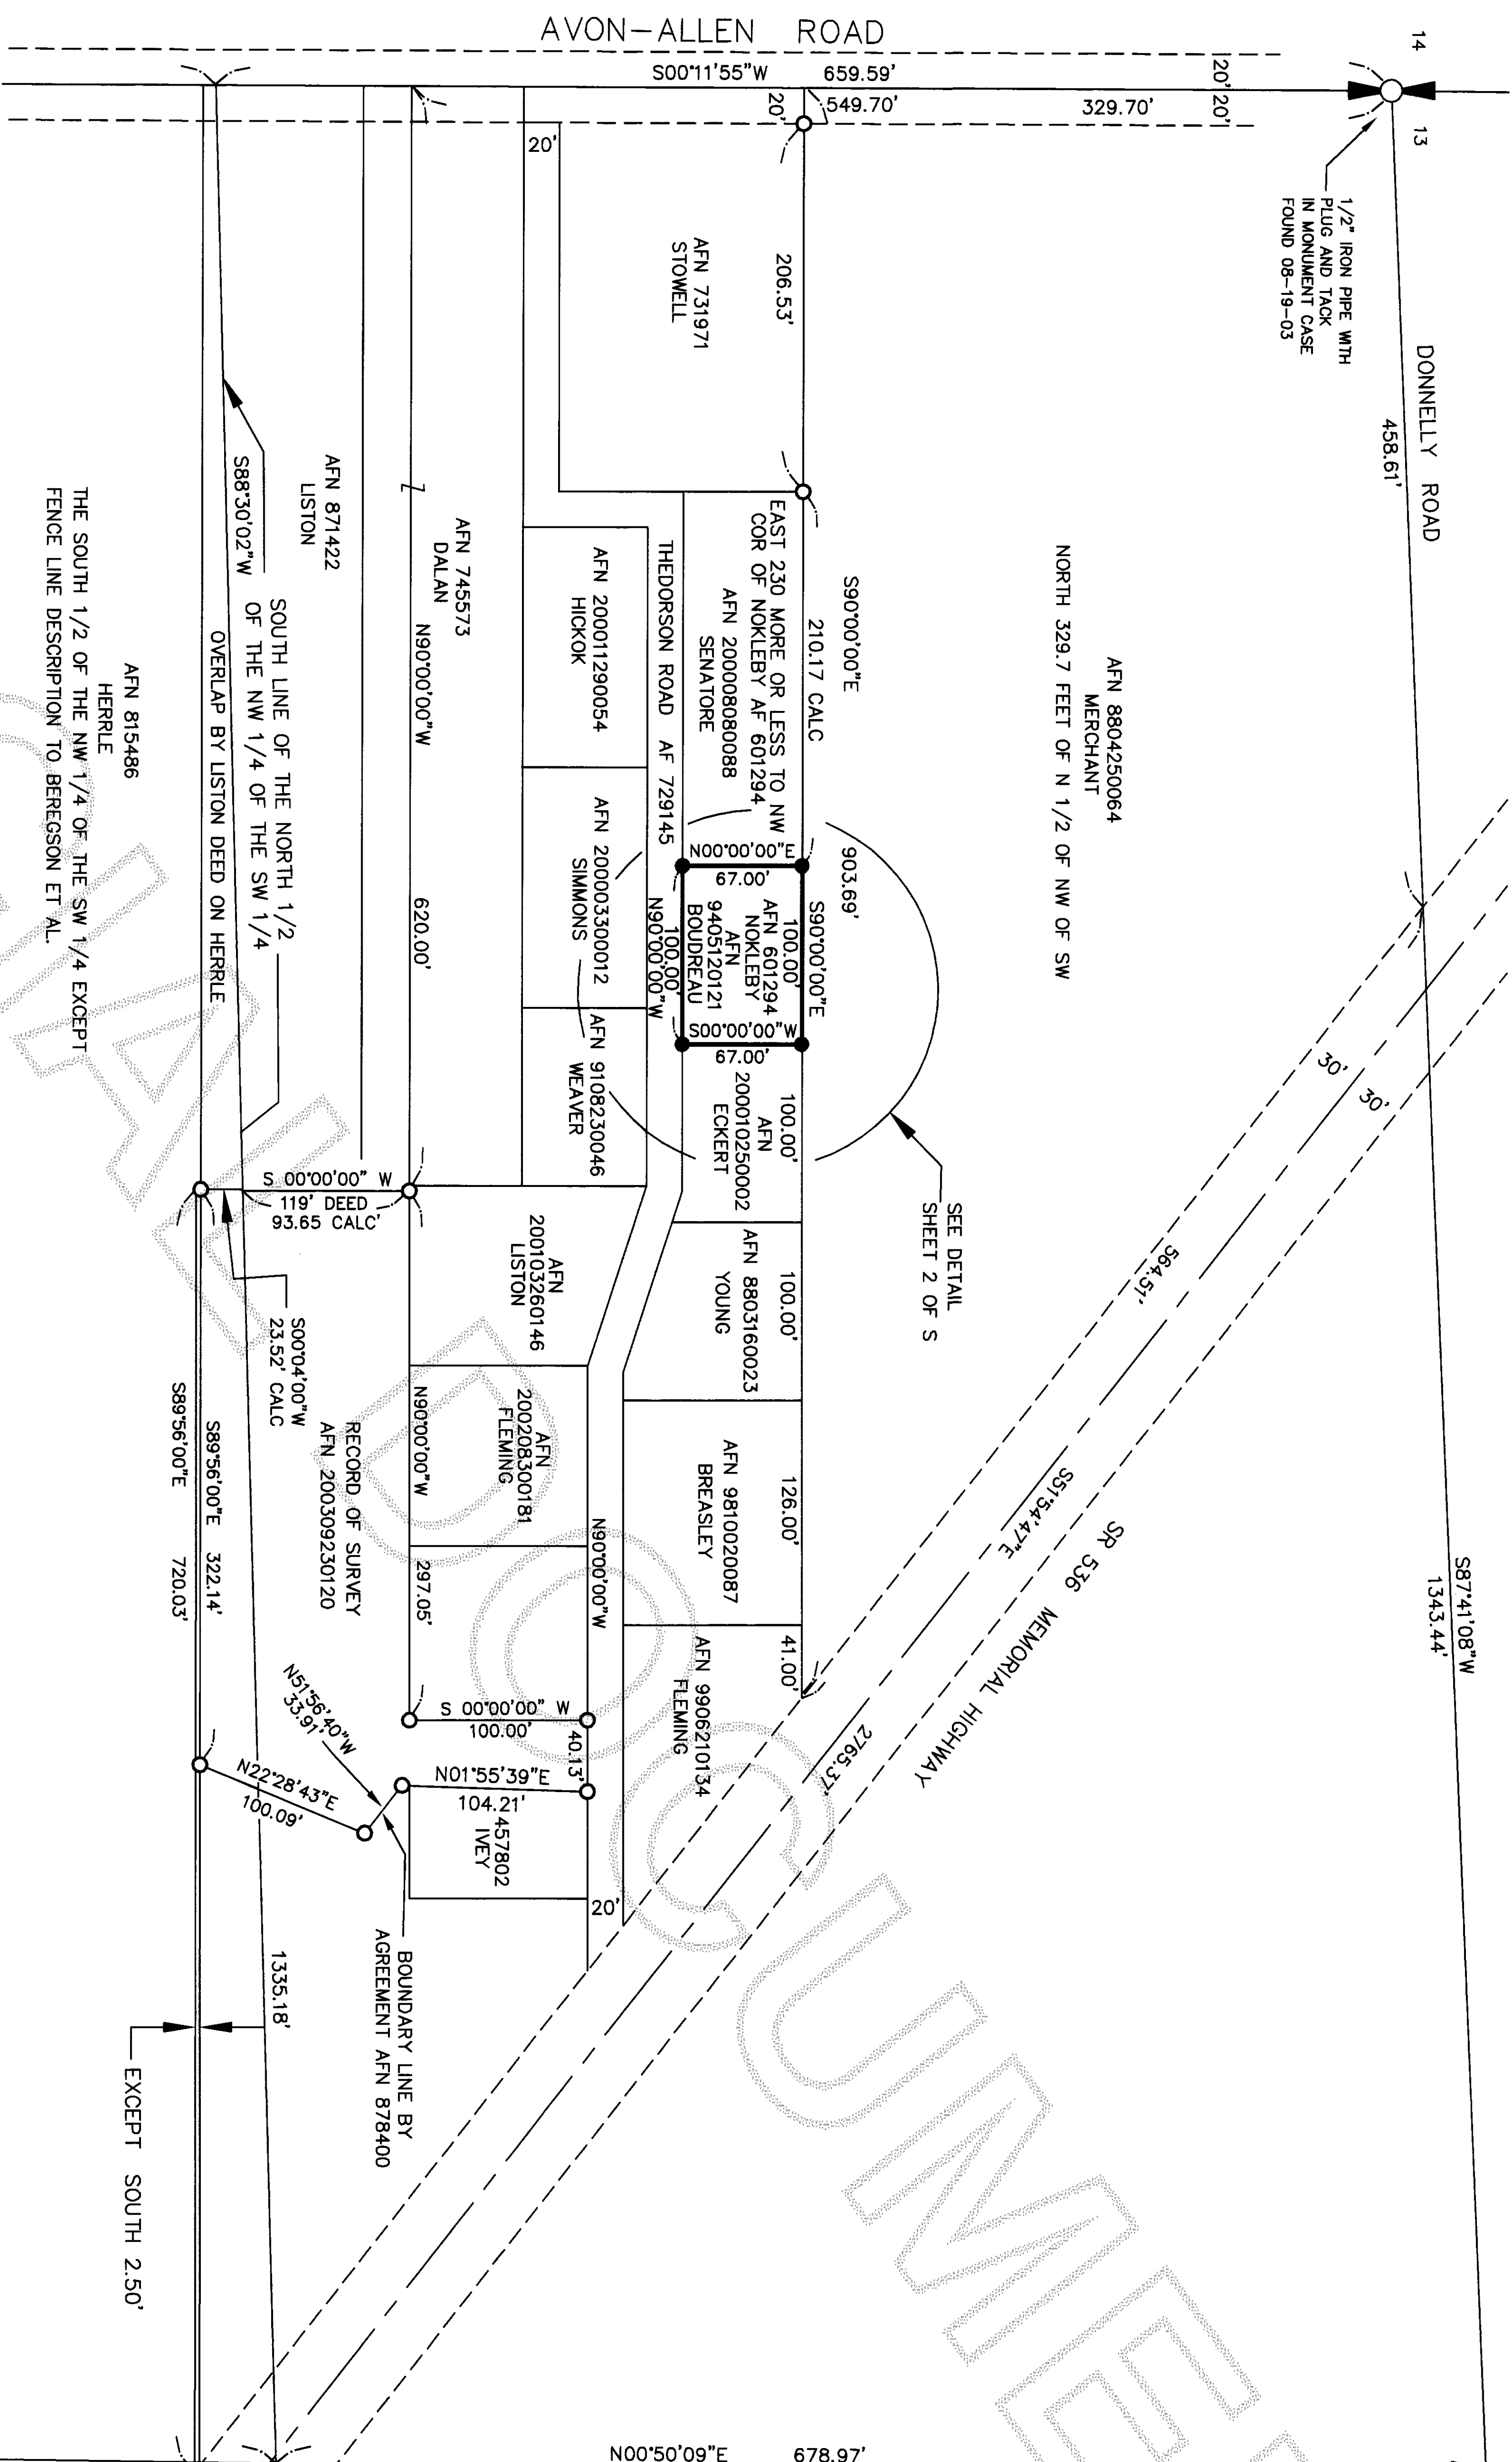 AVON-ALLEN ROAD
14
13
S00°11'55"W 659.59'
549.70'
329.70'
20' 20'
20'
20'
1/2" IRON PIPE WITH
PLUG AND TACK
IN MONUMENT CASE
FOUND 08-19-03
DONNELLY ROAD
458.61'
S87°41'08"W
1343.44'
AFN 8804250064
MERCHANT
NORTH 329.7 FEET OF N 1/2 OF NW OF SW
30'
30'
564.51'
S51°54'47"E
SR 536 MEMORIAL HIGHWAY
2765.37'
SEE DETAIL
SHEET 2 OF S
S90°00'00"E
903.69'
206.53'
210.17 CALC
AFN 731971
STOWELL
EAST 230 MORE OR LESS TO NW
COR OF NOKLEBY AF 601294
AFN 200008080088
SENATORE
N00°00'00"E
67.00'
S90°00'00"E
100.00'
AFN 601294
NOKLEBY
AFN
9405120121
BOUDREAU
100.00'
N90°00'00"W
S00°00'00"W
67.00'
100.00'
AFN
200010250002
ECKERT
100.00'
AFN 8803160023
YOUNG
126.00'
AFN 9810020087
BREASLEY
41.00'
AFN 9906210134
FLEMING
THEDORSON ROAD AF 729145
AFN 200011290054
HICKOK
AFN 200003300012
SIMMONS
AFN 9108230046
WEAVER
AFN
200103260146
LISTON
AFN
200208300181
FLEMING
N90°00'00"W
N90°00'00"W
297.05'
S 00°00'00" W
100.00'
40.13'
N01°55'39"E
104.21'
457802
IVEY
20'
AFN 745573
DALAN
N90°00'00"W
620.00'
AFN 871422
LISTON
S88°30'02"W
SOUTH LINE OF THE NORTH 1/2
OF THE NW 1/4 OF THE SW 1/4
OVERLAP BY LISTON DEED ON HERRLE
S 00°00'00" W
119' DEED
93.65 CALC'
S00°04'00"W
23.52' CALC
RECORD OF SURVEY
AFN 200309230120
S89°56'00"E 322.14'
S89°56'00"E 720.03'
N51°56'40"W
33.91'
N22°28'43"E
100.09'
BOUNDARY LINE BY
AGREEMENT AFN 878400
1335.18'
EXCEPT SOUTH 2.50'
AFN 815486
HERRLE
THE SOUTH 1/2 OF THE NW 1/4 OF THE SW 1/4 EXCEPT
FENCE LINE DESCRIPTION TO BEREGSON ET AL.
N00°50'09"E 678.97'